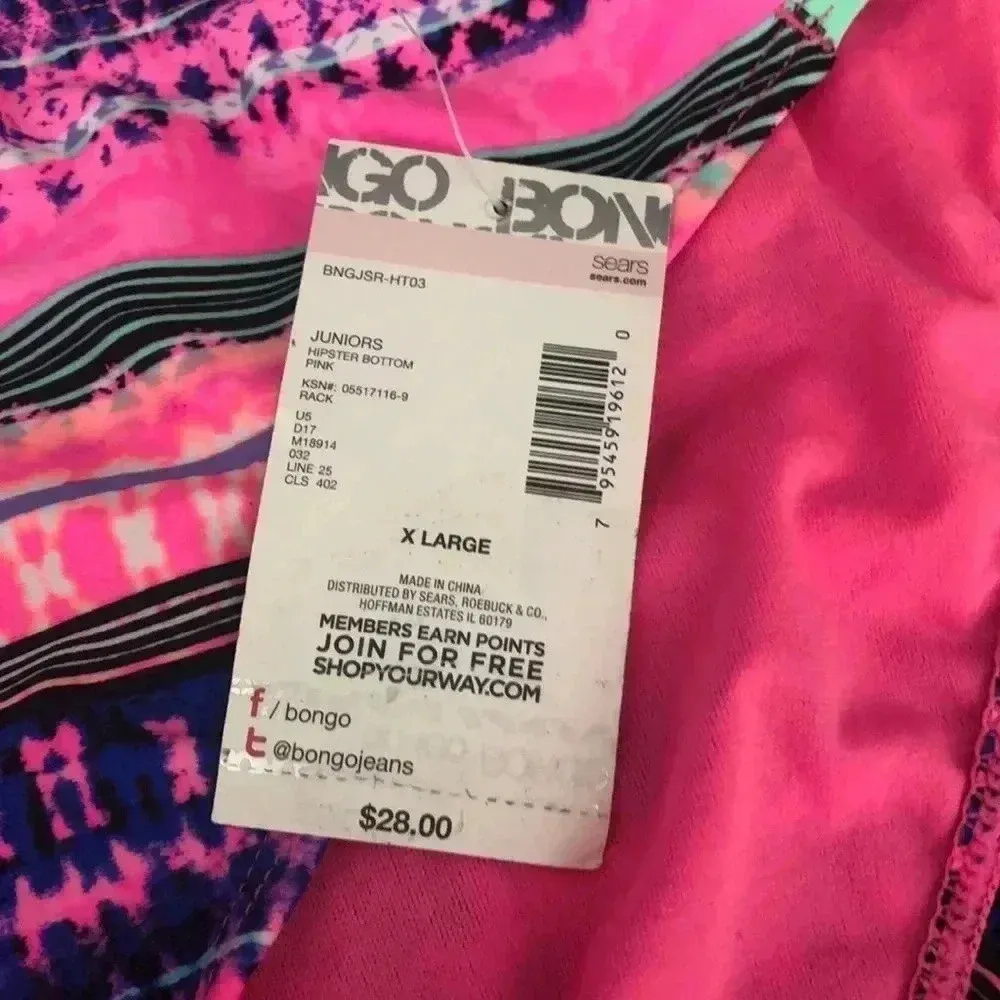 NGO BONG
sears
sears.com
BNGJSR-HT03
JUNIORS
HIPSTER BOTTOM
PINK
KSN#: 05517116-9
RACK
U5
D17
M18914
032
LINE 25
CLS 402
7 95459 19612 0
X LARGE
MADE IN CHINA
DISTRIBUTED BY SEARS, ROEBUCK & CO.,
HOFFMAN ESTATES IL 60179
MEMBERS EARN POINTS
JOIN FOR FREE
SHOPYOURWAY.COM
f / bongo
t @bongojeans
$28.00